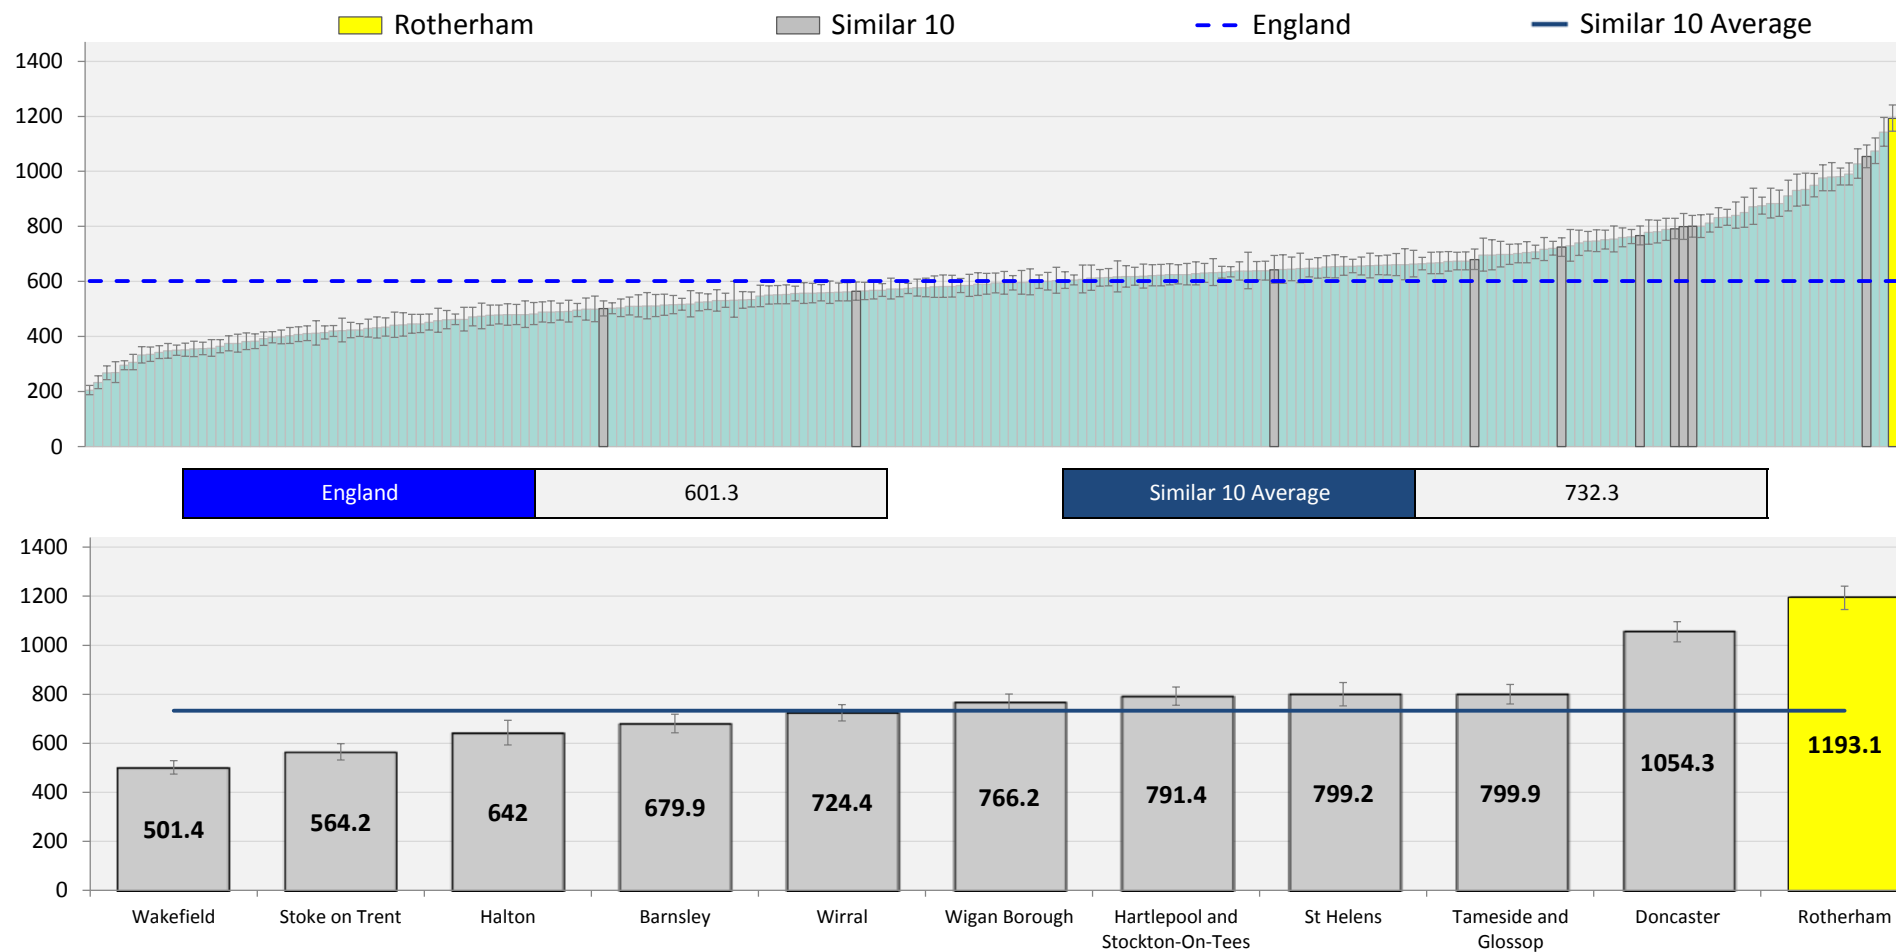 Rotherham
Similar 10
England
Similar 10 Average
1400
1200
1000
800
600
400
200
0
England 601.3
Similar 10 Average 732.3
1400
1200
1000
800
600
400
200
0
501.4
564.2
642
679.9
724.4
766.2
791.4
799.2
799.9
1054.3
1193.1
Wakefield
Stoke on Trent
Halton
Barnsley
Wirral
Wigan Borough
Hartlepool and
Stockton-On-Tees
St Helens
Tameside and
Glossop
Doncaster
Rotherham